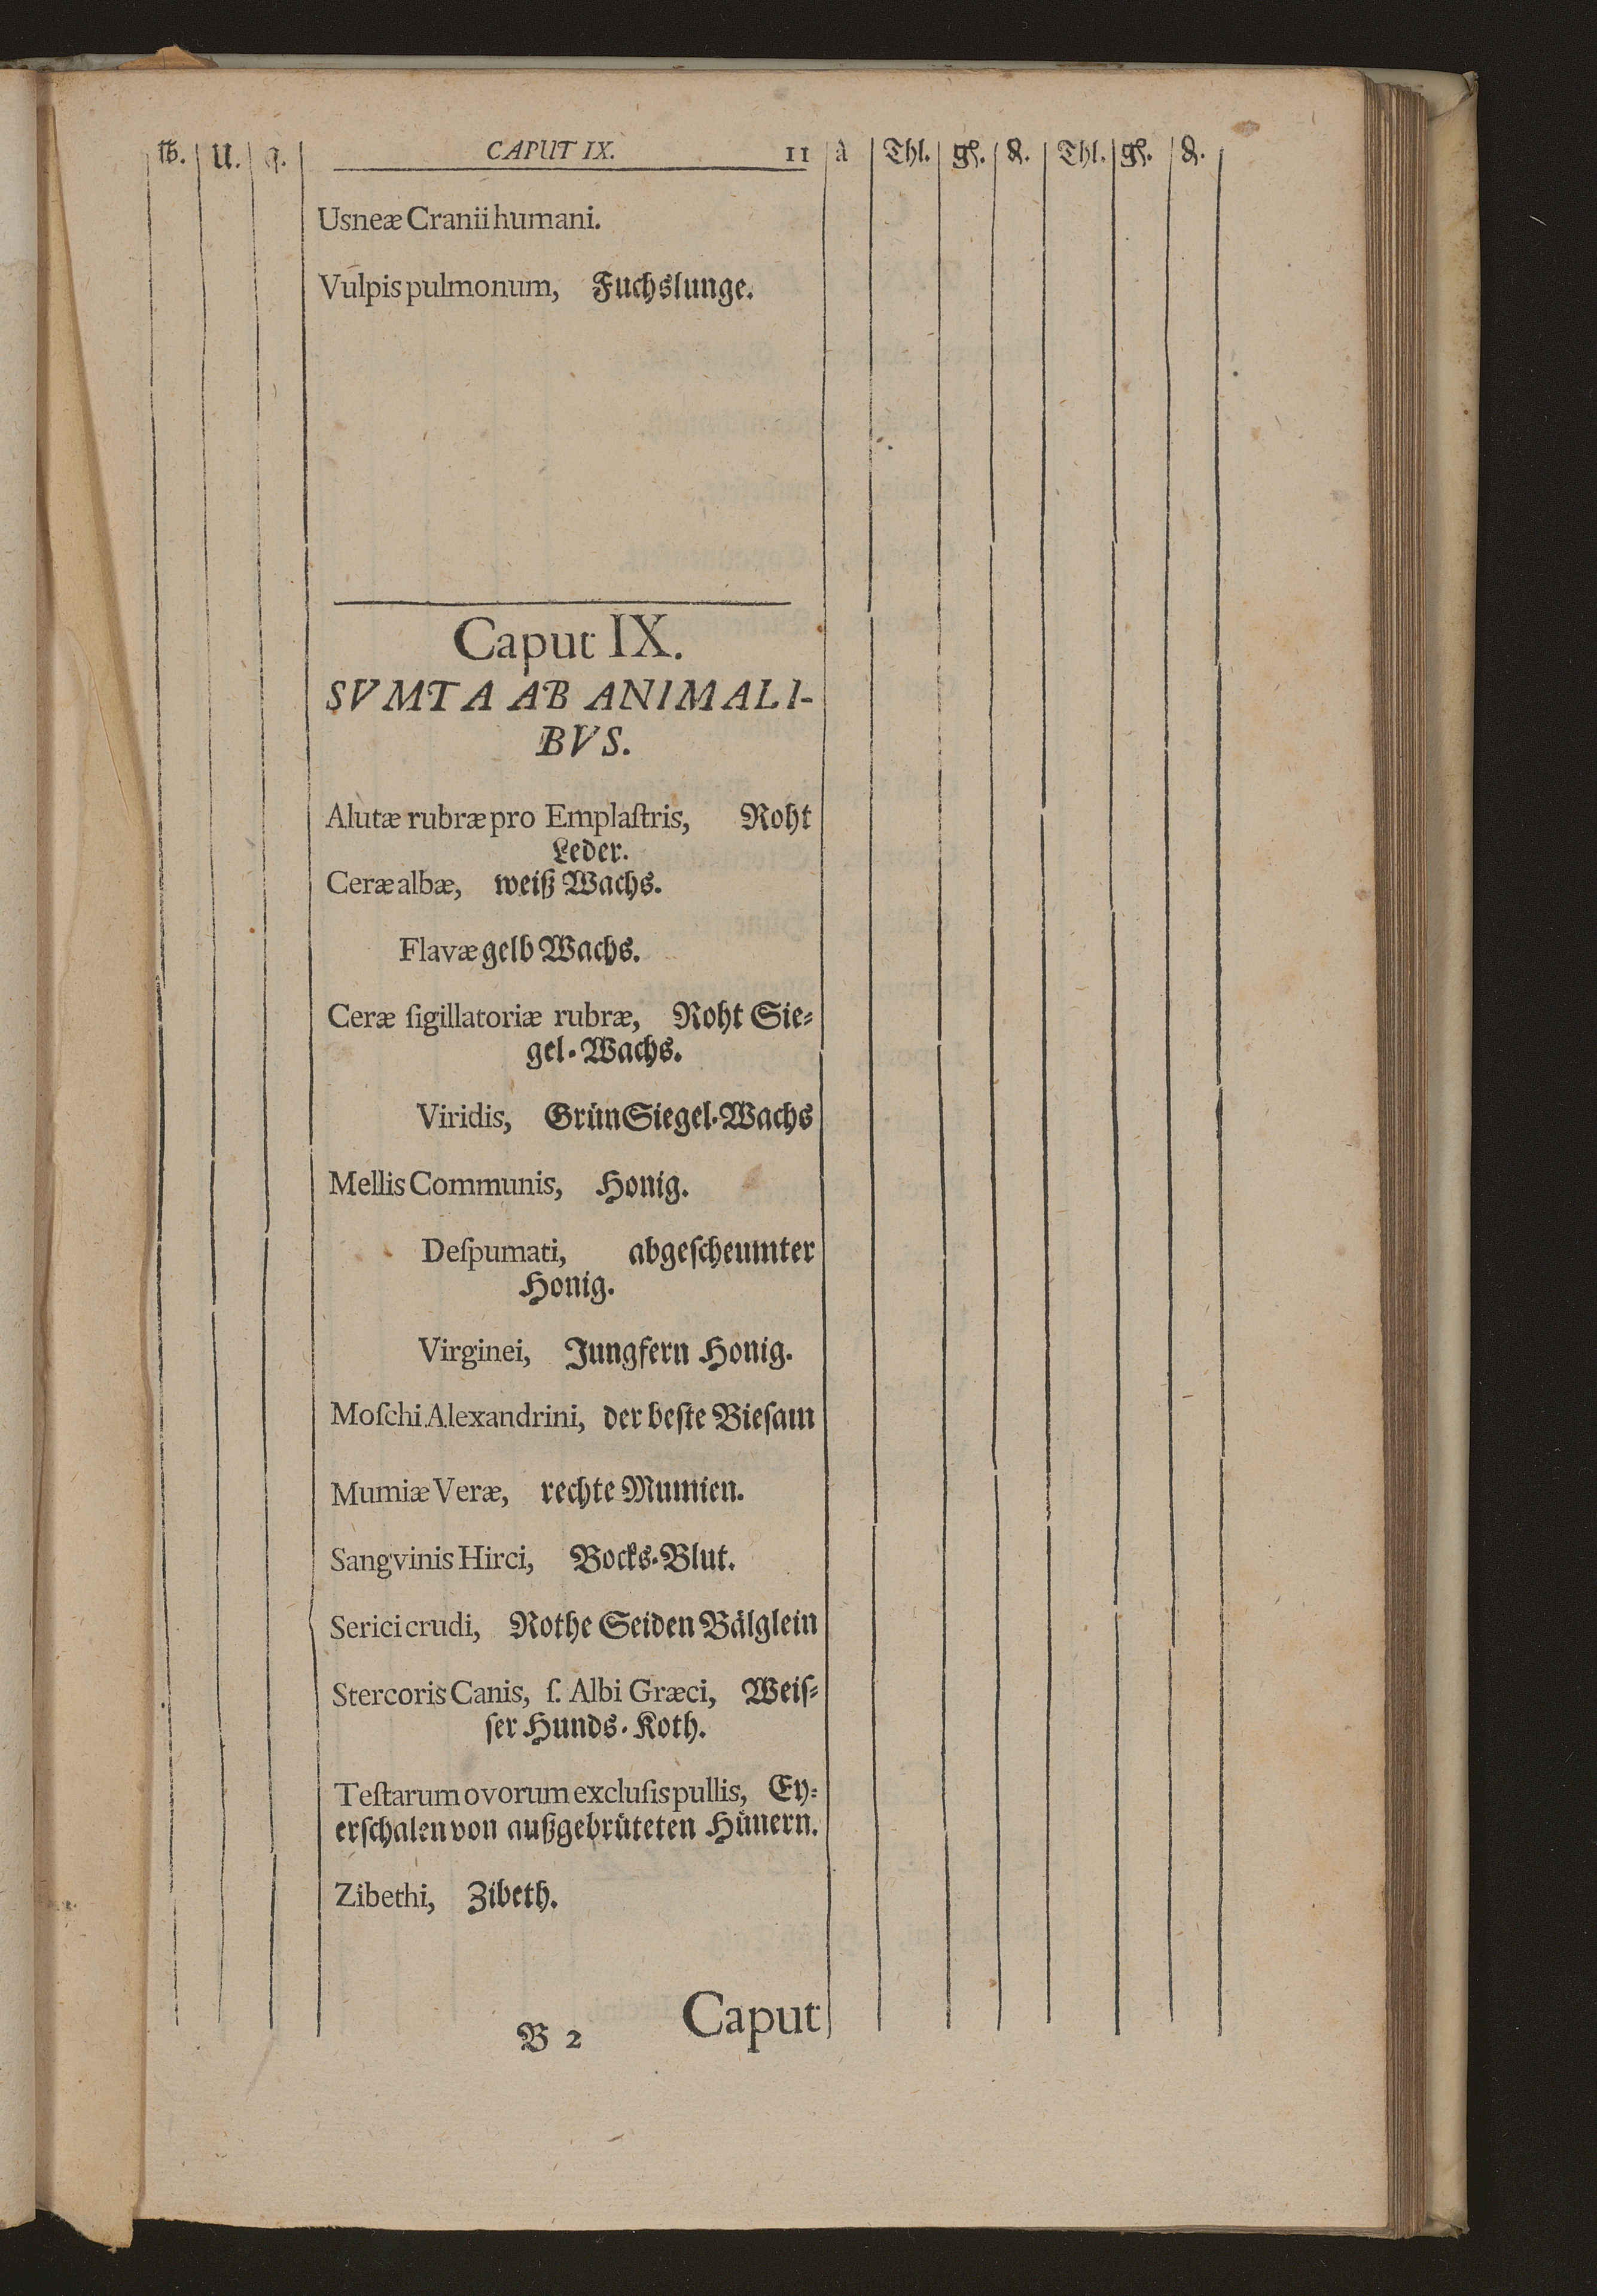 ℔. U. q. CAPUT IX. 11 à Thl. gl. ₰. Thl. gl. ₰.
Usneæ Cranii humani.
Vulpis pulmonum, Fuchslunge.
Caput IX.
SVMTA AB ANIMALI-
BVS.
Alutæ rubræ pro Emplaſtris, Roht
Leder.
Ceræ albæ, weiß Wachs.
Flavæ gelb Wachs.
Ceræ ſigillatoriæ rubræ, Roht Sie-
gel-Wachs.
Viridis, Grün Siegel-Wachs
Mellis Communis, Honig.
Deſpumati, abgeſcheumter
Honig.
Virginei, Jungfern Honig.
Moſchi Alexandrini, der beſte Bieſam
Mumiæ Veræ, rechte Mumien.
Sangvinis Hirci, Bocks-Blut.
Serici crudi, Rothe Seiden Bälglein
Stercoris Canis, ſ. Albi Græci, Weiſ-
ſer Hunds-Koth.
Teſtarum ovorum excluſis pullis, Ey-
erſchalen von außgebrüteten Hünern.
Zibethi, Zibeth.
B 2 Caput